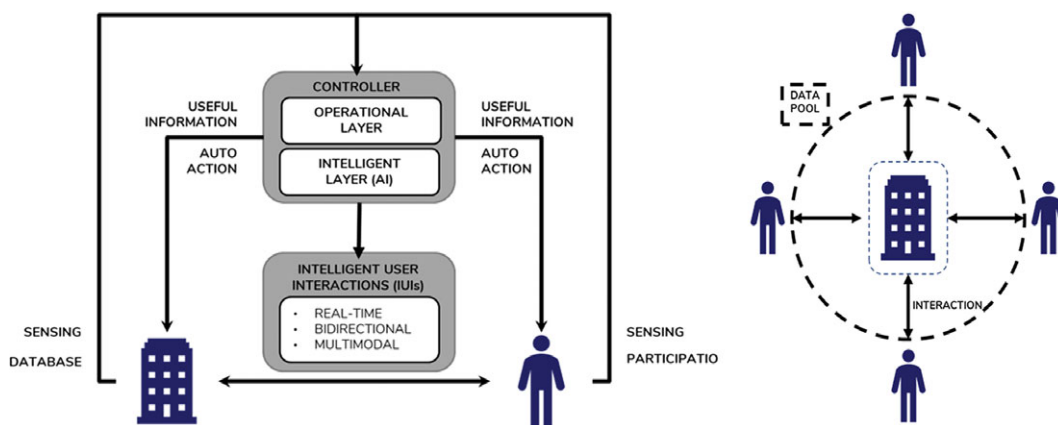 CONTROLLER
OPERATIONAL
LAYER
INTELLIGENT
LAYER (AI)
USEFUL
INFORMATION
AUTO
ACTION
USEFUL
INFORMATION
AUTO
ACTION
INTELLIGENT USER
INTERACTIONS (IUIs)
• REAL-TIME
• BIDIRECTIONAL
• MULTIMODAL
SENSING
DATABASE
SENSING
PARTICIPATIO
DATA
POOL
INTERACTION